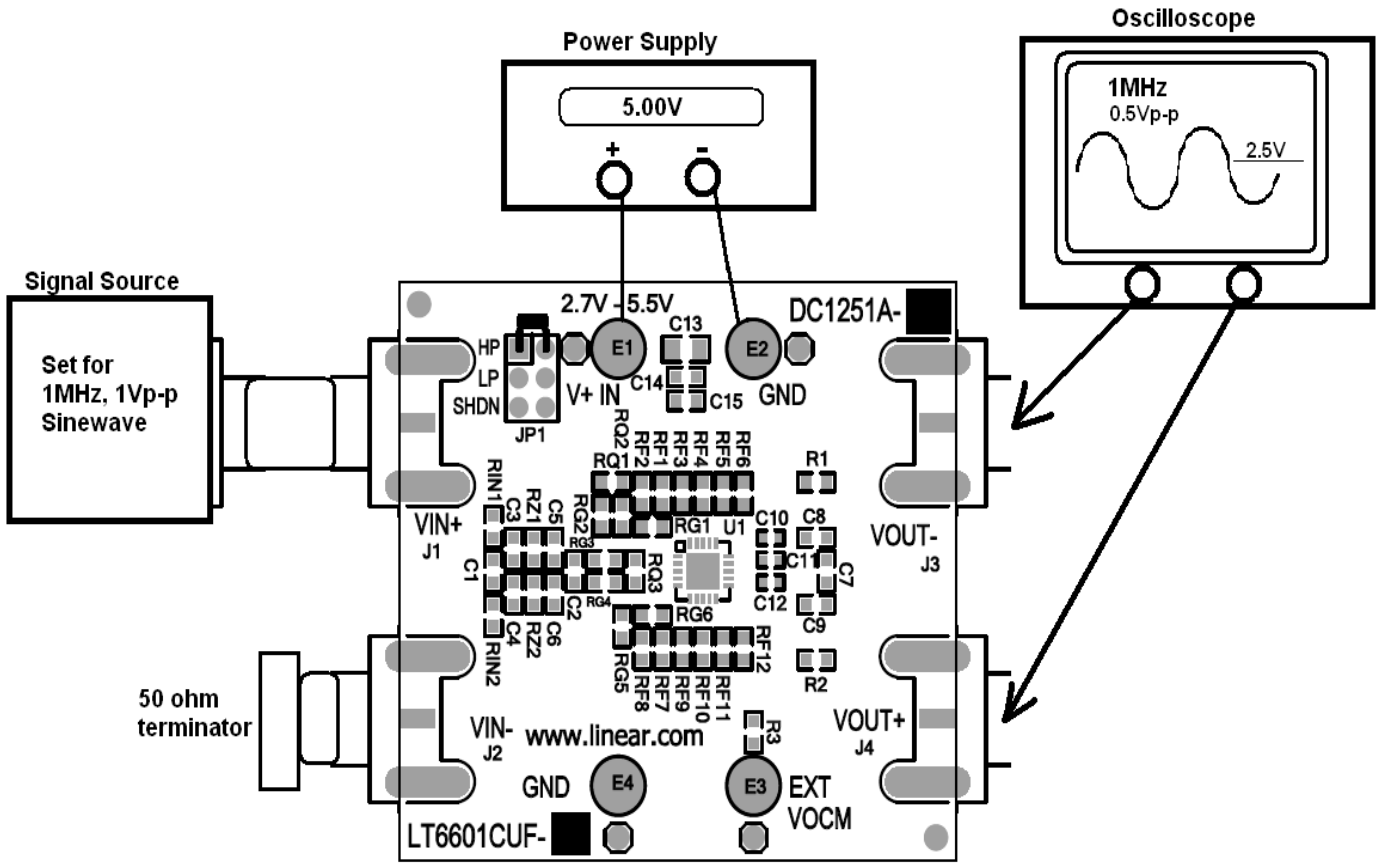 Oscilloscope
Power Supply
5.00V
+ -
1MHz
0.5Vp-p
2.5V
Signal Source
Set for
1MHz, 1Vp-p
Sinewave
2.7V - 5.5V
DC1251A-
HP
LP
SHDN
JP1
V+ IN
E1
C13
C14
C15
E2
GND
RQ2
RF2
RF1
RF3
RF4
RF5
RF6
RQ1
R1
RIN1
C3
RZ1
C5
RG2
RG1
U1
C10
C8
VIN+
J1
RG3
RQ3
C11
C7
VOUT-
J3
C1
RG4
C12
C2
RG6
C9
RIN2
C4
RZ2
C6
RG5
RF8
RF7
RF9
RF10
RF11
RF12
R2
50 ohm
terminator
VIN-
J2
www.linear.com
R3
VOUT+
J4
GND
E4
E3
EXT
VOCM
LT6601CUF-